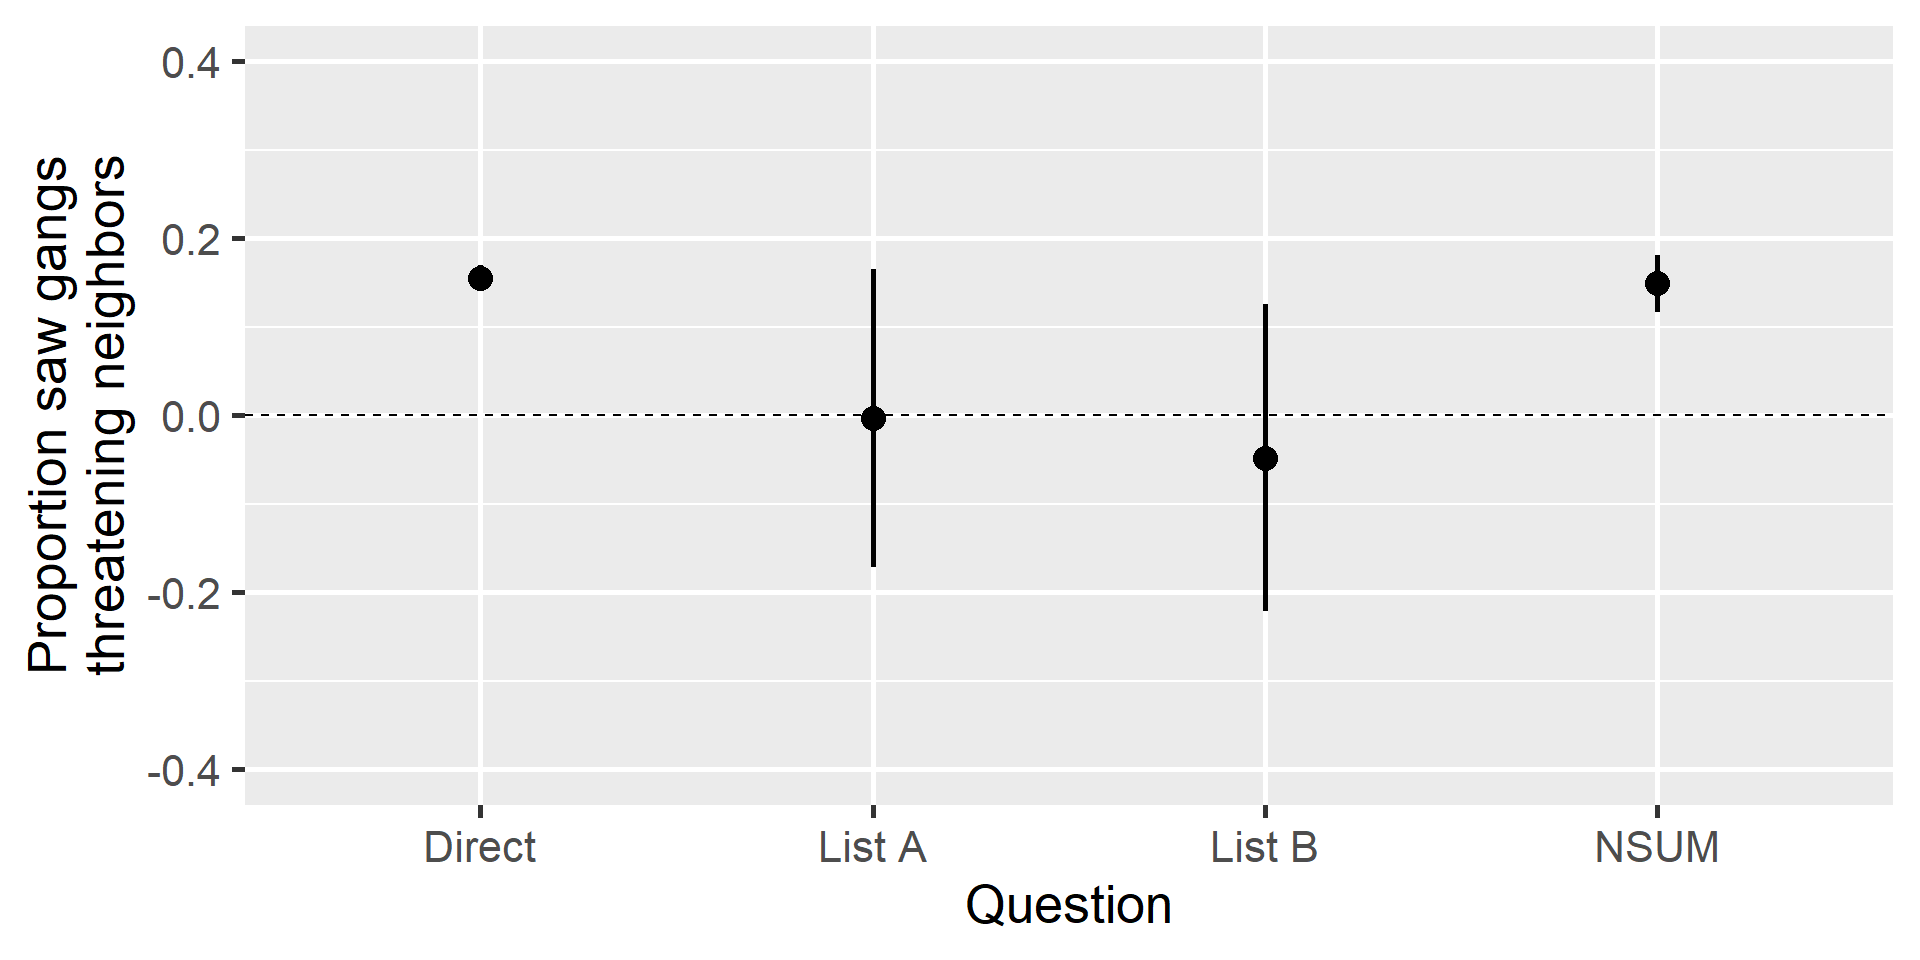 Proportion saw gangs
threatening neighbors
0.4
0.2
0.0
-0.2
-0.4
Direct
List A
List B
NSUM
Question